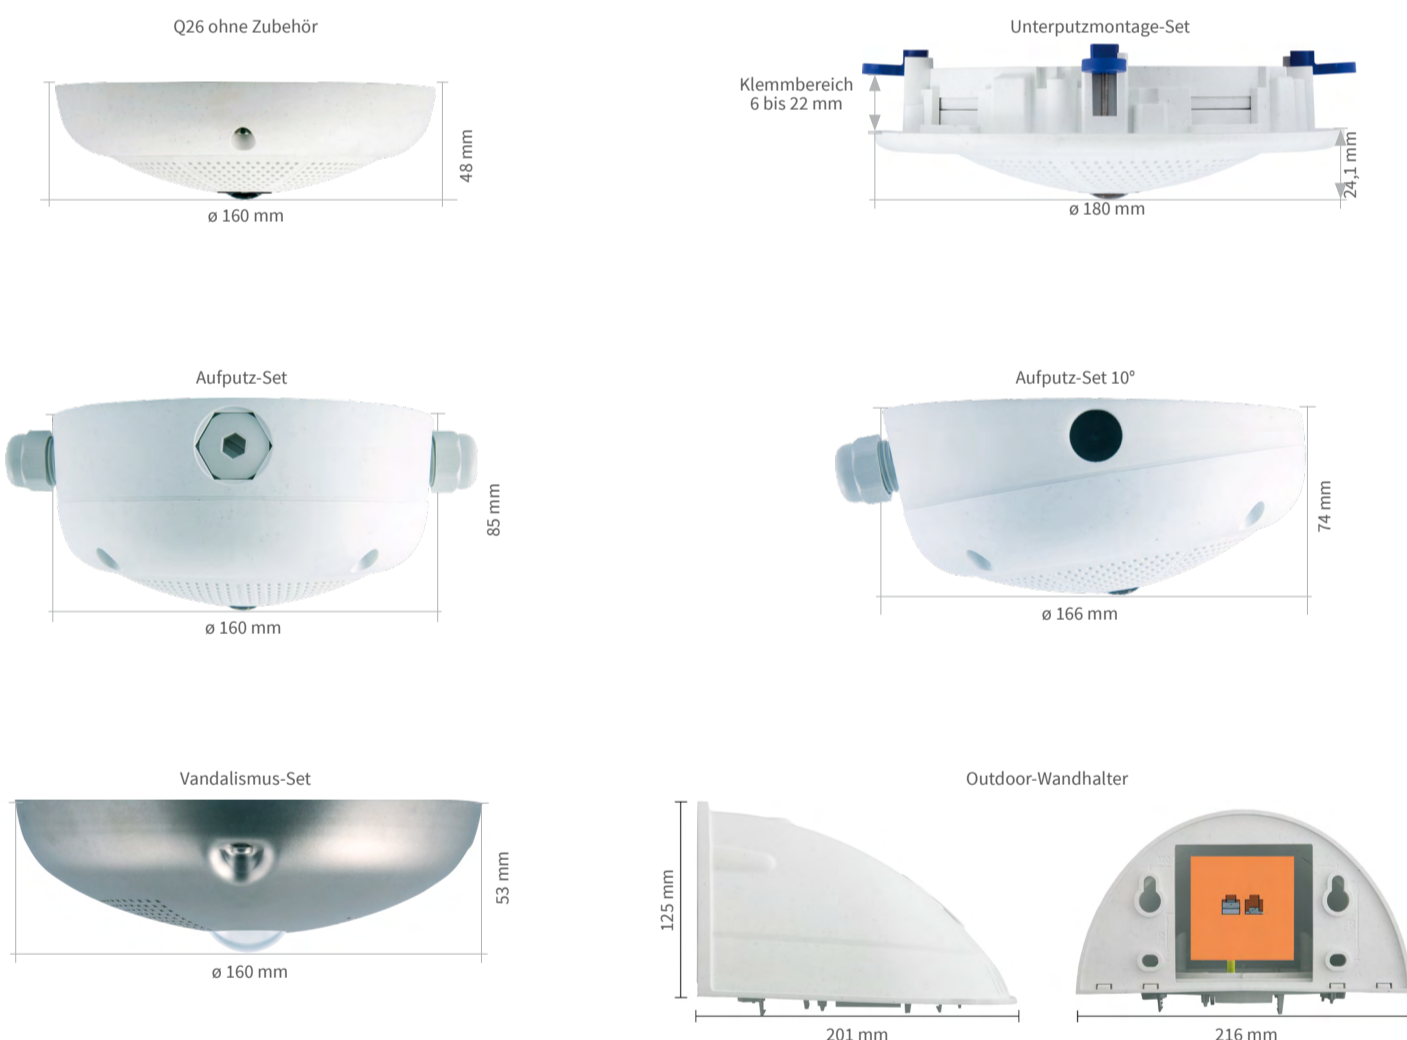 Q26 ohne Zubehör
48 mm
ø 160 mm
Unterputzmontage-Set
Klemmbereich
6 bis 22 mm
24,1 mm
ø 180 mm
Aufputz-Set
85 mm
ø 160 mm
Aufputz-Set 10°
74 mm
ø 166 mm
Vandalismus-Set
53 mm
ø 160 mm
Outdoor-Wandhalter
125 mm
201 mm
216 mm